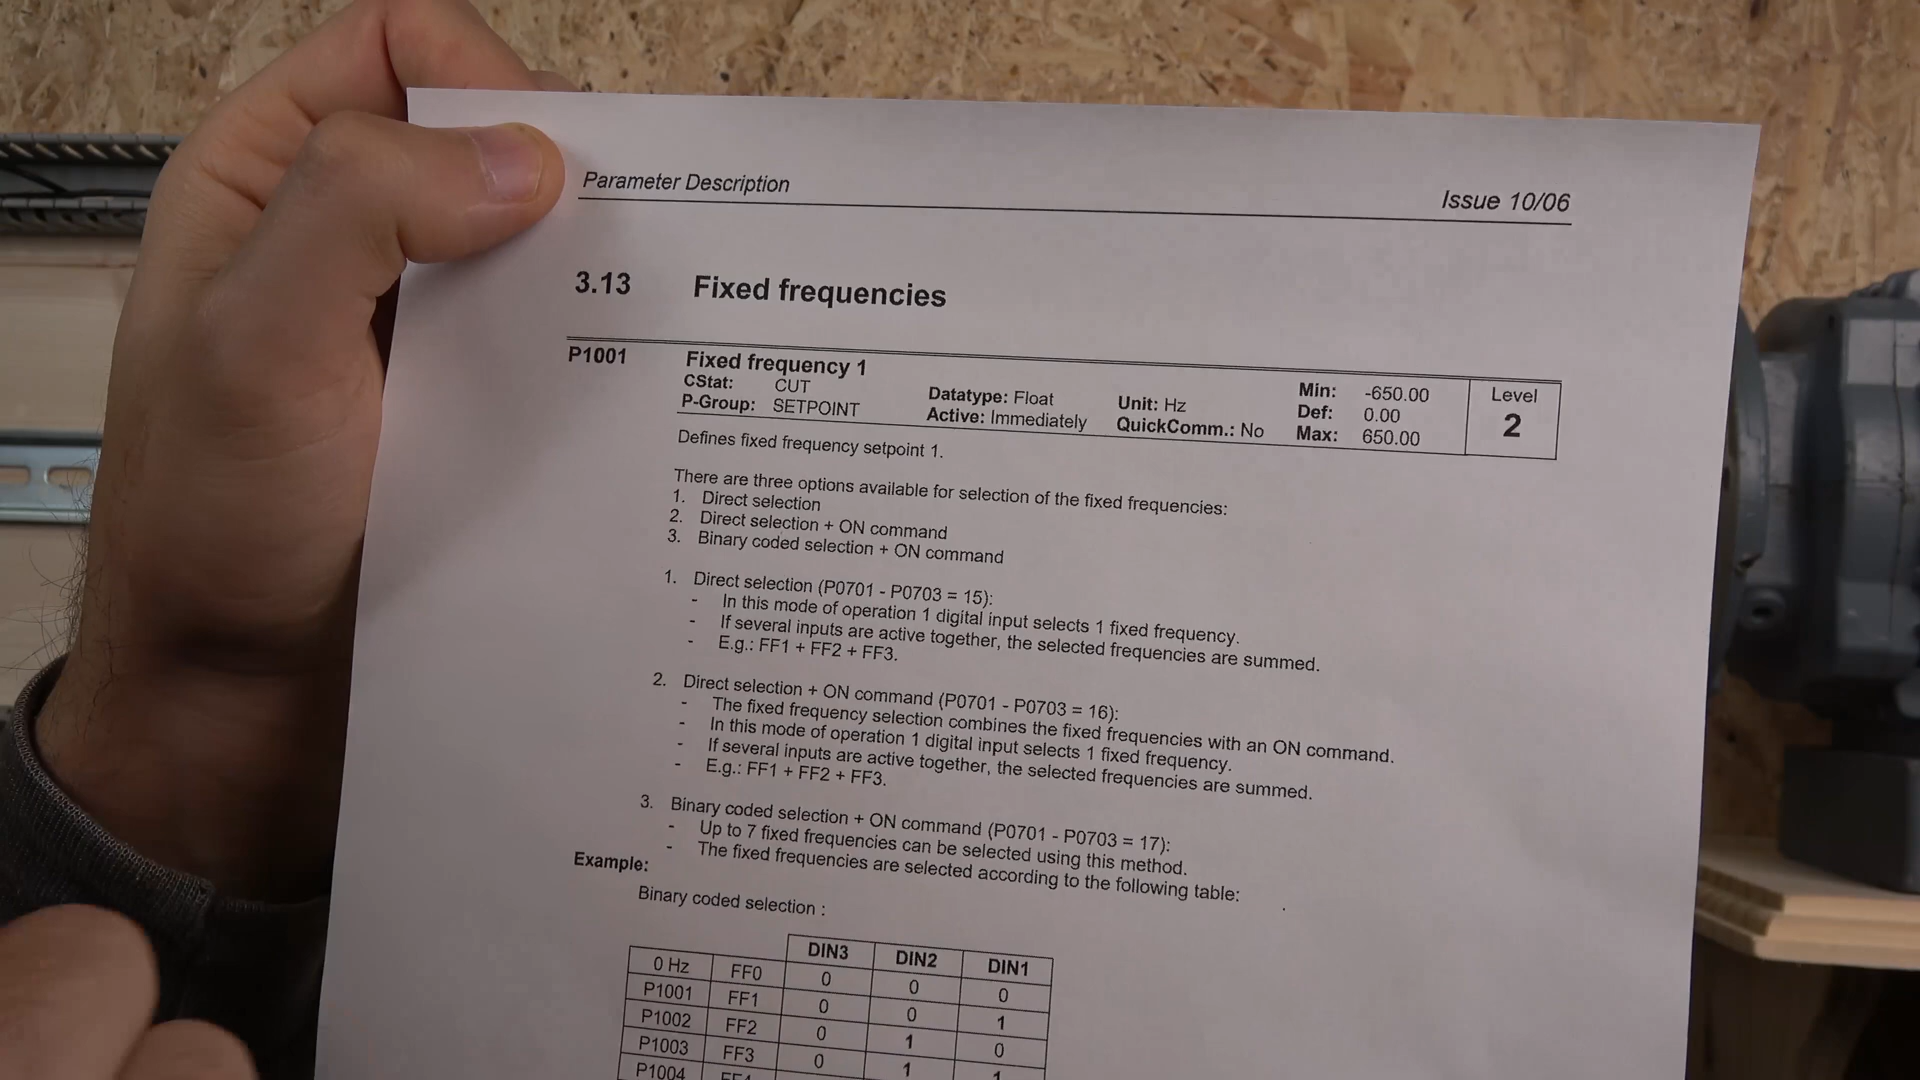 Parameter Description
Issue 10/06
3.13 Fixed frequencies
P1001 Fixed frequency 1
CStat: CUT
P-Group: SETPOINT
Datatype: Float
Active: Immediately
Unit: Hz
QuickComm.: No
Min: -650.00
Def: 0.00
Max: 650.00
Level
2
Defines fixed frequency setpoint 1.
There are three options available for selection of the fixed frequencies:
1. Direct selection
2. Direct selection + ON command
3. Binary coded selection + ON command
1. Direct selection (P0701 - P0703 = 15):
- In this mode of operation 1 digital input selects 1 fixed frequency.
- If several inputs are active together, the selected frequencies are summed.
- E.g.: FF1 + FF2 + FF3.
2. Direct selection + ON command (P0701 - P0703 = 16):
- The fixed frequency selection combines the fixed frequencies with an ON command.
- In this mode of operation 1 digital input selects 1 fixed frequency.
- If several inputs are active together, the selected frequencies are summed.
- E.g.: FF1 + FF2 + FF3.
3. Binary coded selection + ON command (P0701 - P0703 = 17):
- Up to 7 fixed frequencies can be selected using this method.
- The fixed frequencies are selected according to the following table:
Example:
Binary coded selection :
DIN3 DIN2 DIN1
0 Hz FF0 0 0 0
P1001 FF1 0 0 1
P1002 FF2 0 1 0
P1003 FF3 0 1 1
P1004